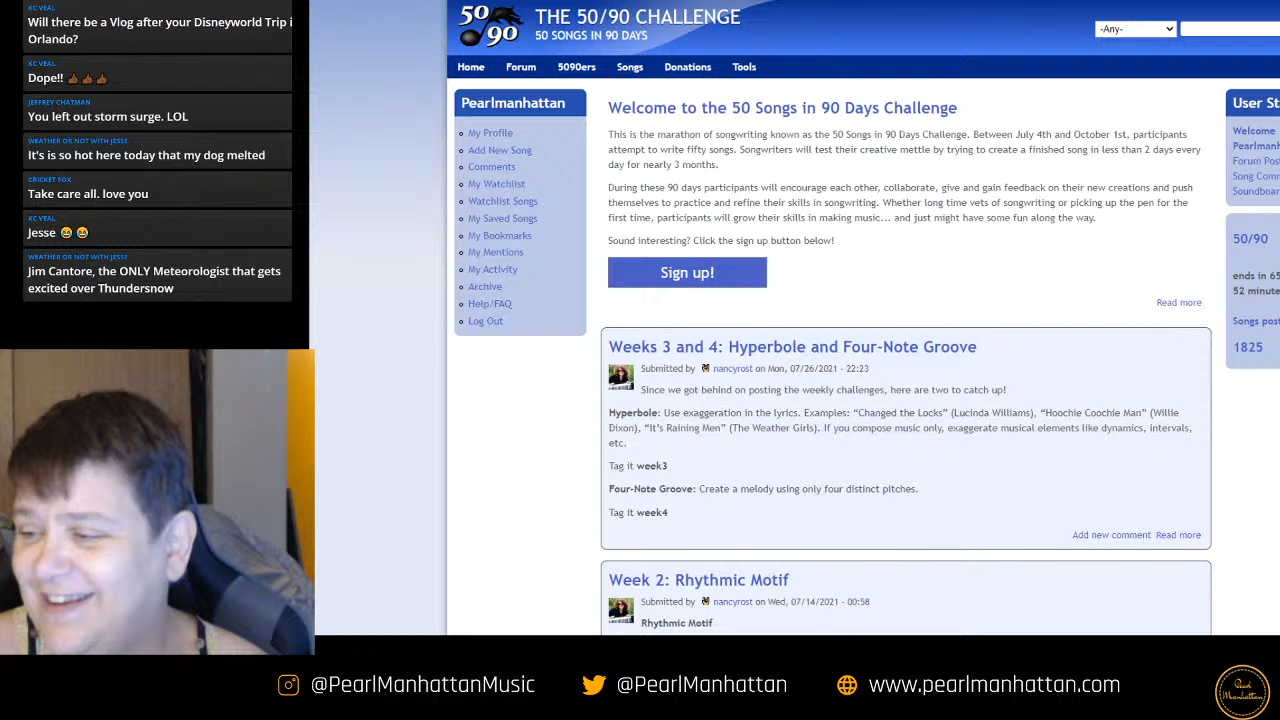 KC VEAL
Will there be a Vlog after your Disneyworld Trip i
Orlando?
KC VEAL
Dope!! 👍🏾👍🏾👍🏾
JEFFREY CHATMAN
You left out storm surge. LOL
WEATHER OR NOT WITH JESSE
It's is so hot here today that my dog melted
CRICKET FOX
Take care all. love you
KC VEAL
Jesse 😂 😂
WEATHER OR NOT WITH JESSE
Jim Cantore, the ONLY Meteorologist that gets
excited over Thundersnow
50
90
THE 50/90 CHALLENGE
50 SONGS IN 90 DAYS
-Any-
Home Forum 5090ers Songs Donations Tools
Pearlmanhattan
My Profile
Add New Song
Comments
My Watchlist
Watchlist Songs
My Saved Songs
My Bookmarks
My Mentions
My Activity
Archive
Help/FAQ
Log Out
Welcome to the 50 Songs in 90 Days Challenge
This is the marathon of songwriting known as the 50 Songs in 90 Days Challenge. Between July 4th and October 1st, participants
attempt to write fifty songs. Songwriters will test their creative mettle by trying to create a finished song in less than 2 days every
day for nearly 3 months.
During these 90 days participants will encourage each other, collaborate, give and gain feedback on their new creations and push
themselves to practice and refine their skills in songwriting. Whether long time vets of songwriting or picking up the pen for the
first time, participants will grow their skills in making music... and just might have some fun along the way.
Sound interesting? Click the sign up button below!
Sign up!
Read more
Weeks 3 and 4: Hyperbole and Four-Note Groove
Submitted by nancyrost on Mon, 07/26/2021 - 22:23
Since we got behind on posting the weekly challenges, here are two to catch up!
Hyperbole: Use exaggeration in the lyrics. Examples: “Changed the Locks” (Lucinda Williams), “Hoochie Coochie Man” (Willie
Dixon), “It’s Raining Men” (The Weather Girls). If you compose music only, exaggerate musical elements like dynamics, intervals,
etc.
Tag it week3
Four-Note Groove: Create a melody using only four distinct pitches.
Tag it week4
Add new comment Read more
Week 2: Rhythmic Motif
Submitted by nancyrost on Wed, 07/14/2021 - 00:58
Rhythmic Motif
User St
Welcome
Pearlman
Forum Pos
Song Comm
Soundboar
50/90
ends in 65
52 minute
Songs post
1825
@PearlManhattanMusic @PearlManhattan www.pearlmanhattan.com
Pearl
Manhattan